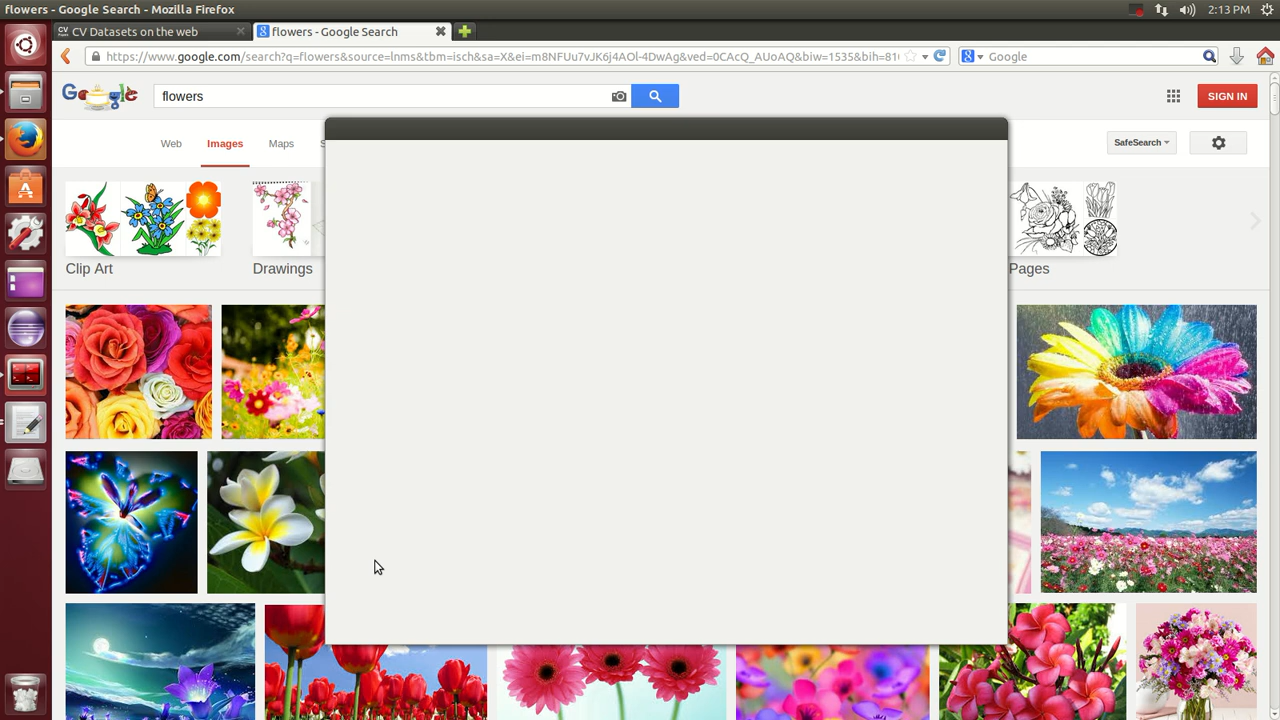 flowers - Google Search - Mozilla Firefox
2:13 PM
CV CV Datasets on the web
flowers - Google Search
https://www.google.com/search?q=flowers&source=lnms&tbm=isch&sa=X&ei=m8NFUu7vJK6j4AOl-4DwAg&ved=0CAcQ_AUoAQ&biw=1535&bih=81
Google
Google
flowers
SIGN IN
Web
Images
Maps
SafeSearch
Clip Art
Drawings
Pages